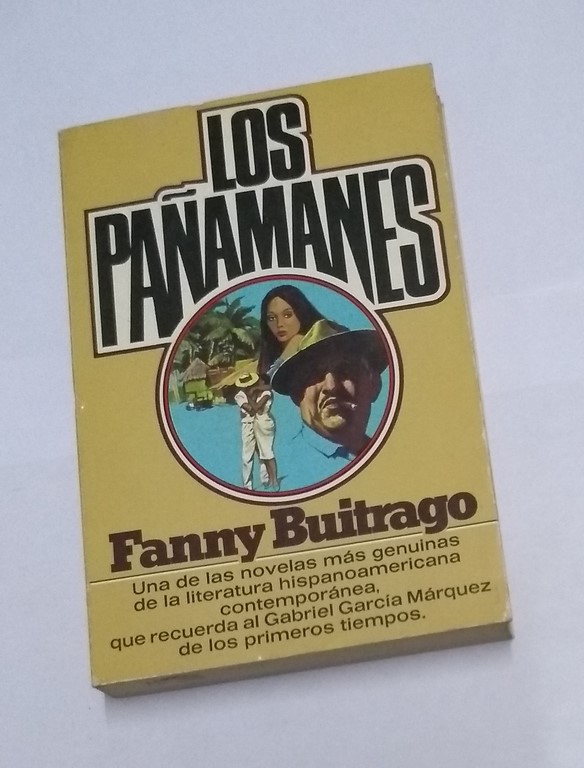 LOS
PAÑAMANES
Fanny Buitrago
Una de las novelas más genuinas
de la literatura hispanoamericana
contemporánea,
que recuerda al Gabriel García Márquez
de los primeros tiempos.